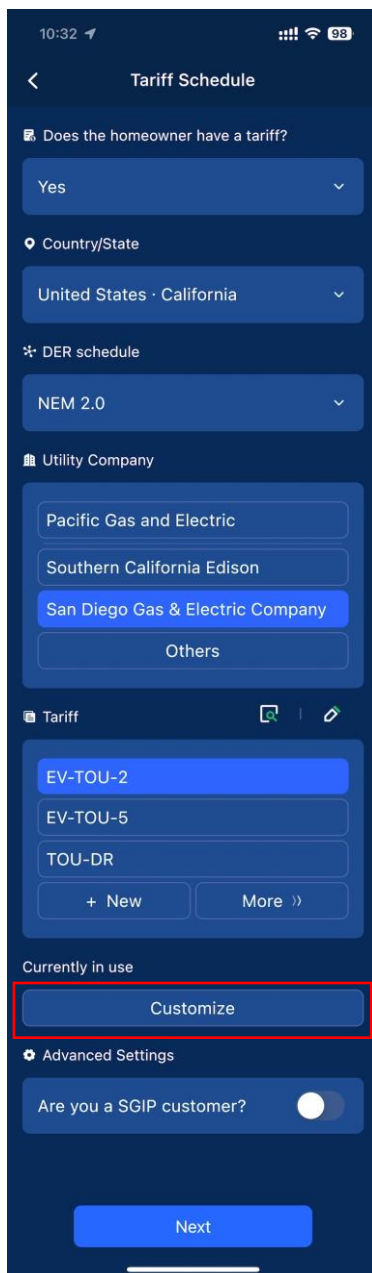 10:32
98
Tariff Schedule
Does the homeowner have a tariff?
Yes
Country/State
United States · California
DER schedule
NEM 2.0
Utility Company
Pacific Gas and Electric
Southern California Edison
San Diego Gas & Electric Company
Others
Tariff
EV-TOU-2
EV-TOU-5
TOU-DR
+ New
More
Currently in use
Customize
Advanced Settings
Are you a SGIP customer?
Next